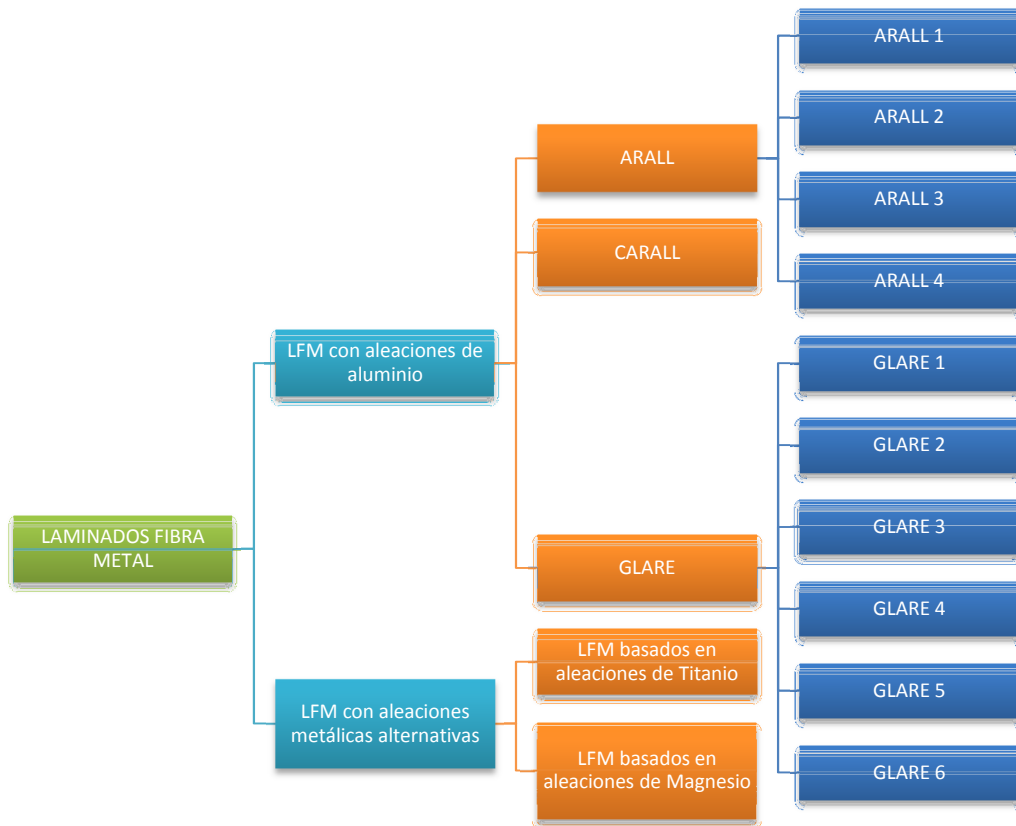 LAMINADOS FIBRA
METAL
LFM con aleaciones de
aluminio
ARALL
ARALL 1
ARALL 2
ARALL 3
ARALL 4
CARALL
GLARE
GLARE 1
GLARE 2
GLARE 3
GLARE 4
GLARE 5
GLARE 6
LFM con aleaciones
metálicas alternativas
LFM basados en
aleaciones de Titanio
LFM basados en
aleaciones de Magnesio